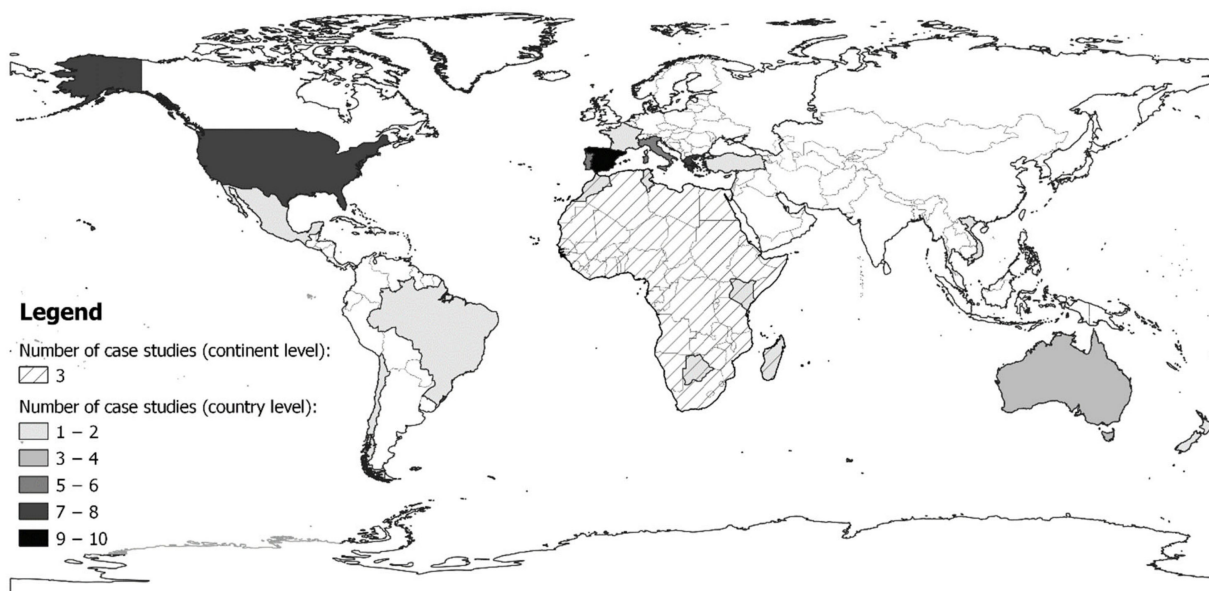 Legend
Number of case studies (continent level):
3
Number of case studies (country level):
1 – 2
3 – 4
5 – 6
7 – 8
9 – 10